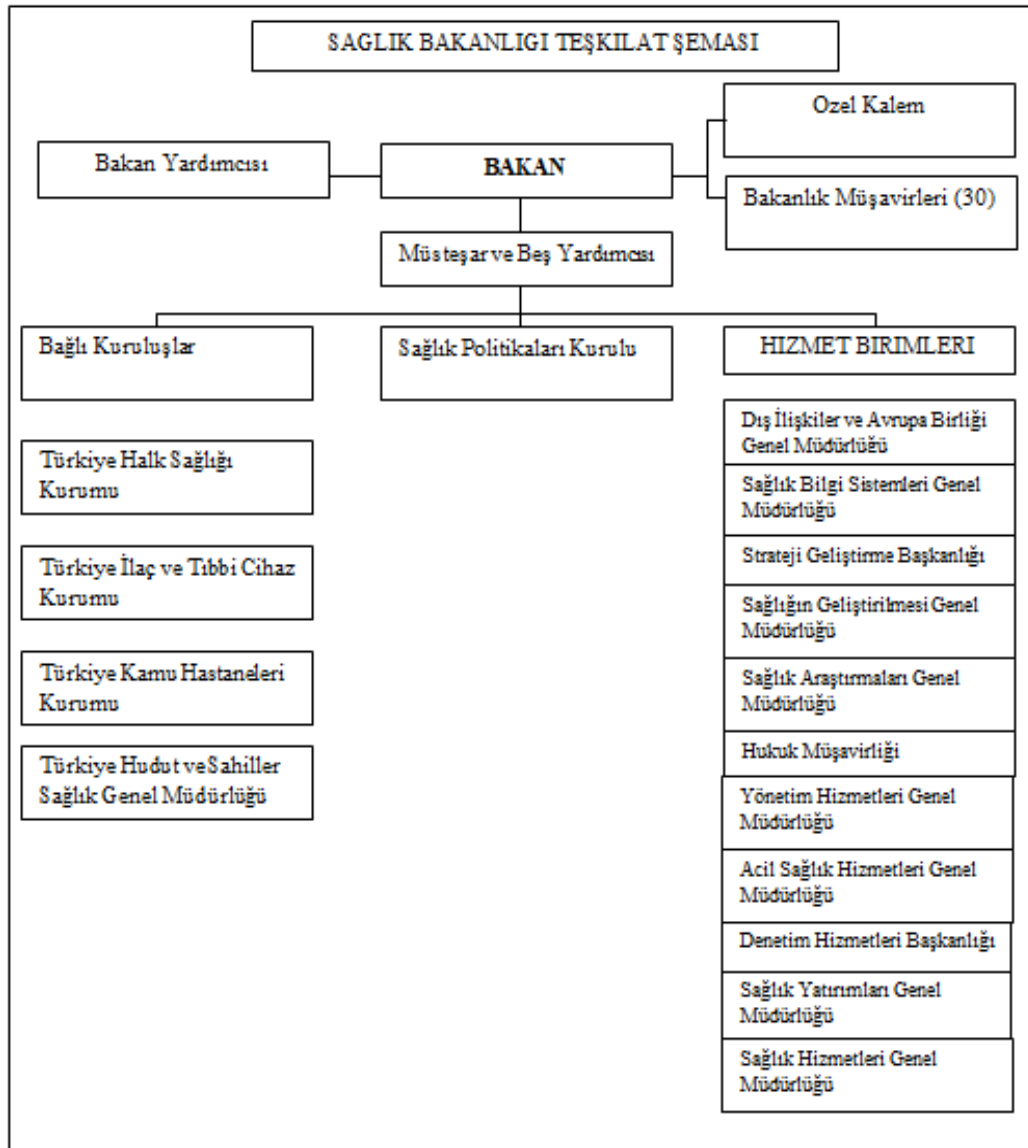 SAGLIK BAKANLIGI TEŞKILAT ŞEMASI
Ozel Kalem
Bakan Yardımcısı
BAKAN
Bakanlık Müşavirleri (30)
Müsteşar ve Beş Yardımcısı
Bağlı Kuruluşlar
Sağlık Politikaları Kurulu
HIZMET BIRIMLERI
Türkiye Halk Sağlığı
Kurumu
Türkiye İlaç ve Tıbbi Cihaz
Kurumu
Türkiye Kamu Hastaneleri
Kurumu
Türkiye Hudut ve Sahiller
Sağlık Genel Müdürlüğü
Dış İlişkiler ve Avrupa Birliği
Genel Müdürlüğü
Sağlık Bilgi Sistemleri Genel
Müdürlüğü
Strateji Geliştirme Başkanlığı
Sağlığın Geliştirilmesi Genel
Müdürlüğü
Sağlık Araştırmaları Genel
Müdürlüğü
Hukuk Müşavirliği
Yönetim Hizmetleri Genel
Müdürlüğü
Acil Sağlık Hizmetleri Genel
Müdürlüğü
Denetim Hizmetleri Başkanlığı
Sağlık Yatırımları Genel
Müdürlüğü
Sağlık Hizmetleri Genel
Müdürlüğü